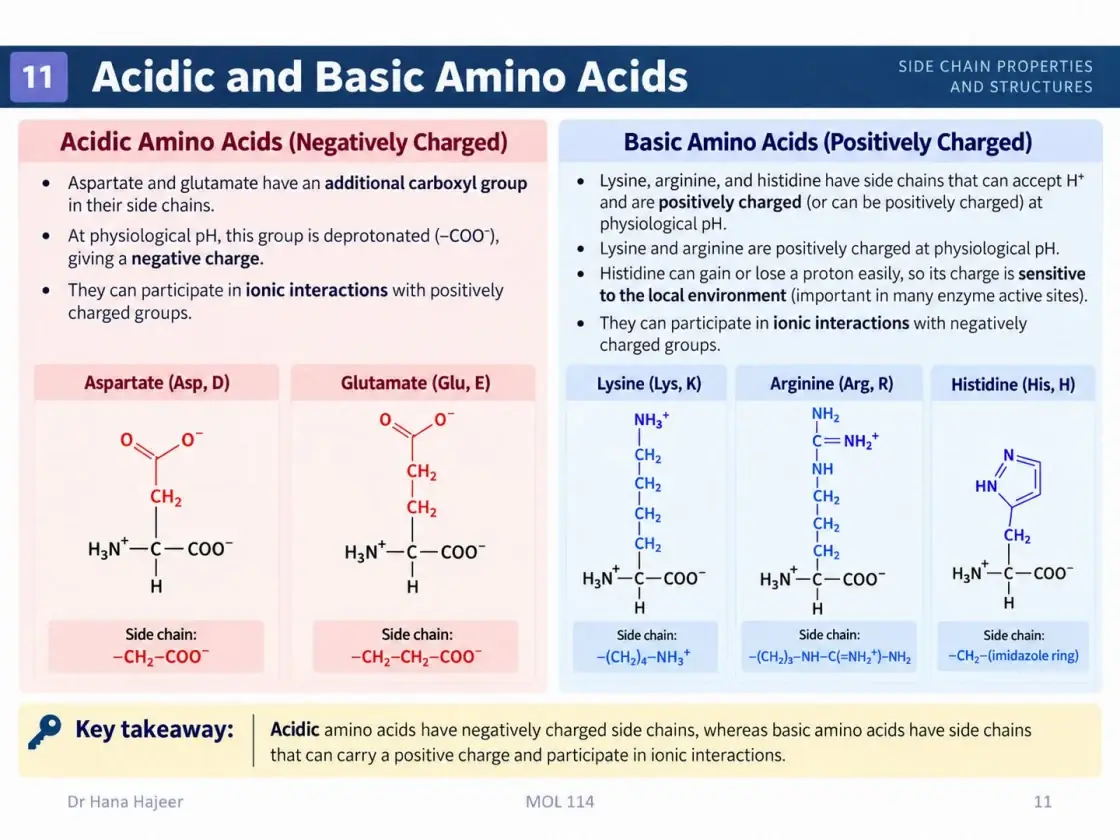 11
Acidic and Basic Amino Acids
SIDE CHAIN PROPERTIES
AND STRUCTURES
Acidic Amino Acids (Negatively Charged)
• Aspartate and glutamate have an additional carboxyl group
in their side chains.
• At physiological pH, this group is deprotonated (–COO⁻),
giving a negative charge.
• They can participate in ionic interactions with positively
charged groups.
Aspartate (Asp, D)
O O⁻
CH₂
H₃N⁺—C—COO⁻
H
Side chain:
–CH₂–COO⁻
Glutamate (Glu, E)
O O⁻
CH₂
CH₂
H₃N⁺—C—COO⁻
H
Side chain:
–CH₂–CH₂–COO⁻
Basic Amino Acids (Positively Charged)
• Lysine, arginine, and histidine have side chains that can accept H⁺
and are positively charged (or can be positively charged) at
physiological pH.
• Lysine and arginine are positively charged at physiological pH.
• Histidine can gain or lose a proton easily, so its charge is sensitive
to the local environment (important in many enzyme active sites).
• They can participate in ionic interactions with negatively
charged groups.
Lysine (Lys, K)
NH₃⁺
CH₂
CH₂
CH₂
CH₂
H₃N⁺—C—COO⁻
H
Side chain:
–(CH₂)₄–NH₃⁺
Arginine (Arg, R)
NH₂
C=NH₂⁺
NH
CH₂
CH₂
CH₂
H₃N⁺—C—COO⁻
H
Side chain:
–(CH₂)₃–NH–C(=NH₂⁺)–NH₂
Histidine (His, H)
N
HN
CH₂
H₃N⁺—C—COO⁻
H
Side chain:
–CH₂–(imidazole ring)
Key takeaway:
Acidic amino acids have negatively charged side chains, whereas basic amino acids have side chains
that can carry a positive charge and participate in ionic interactions.
Dr Hana Hajeer
MOL 114
11